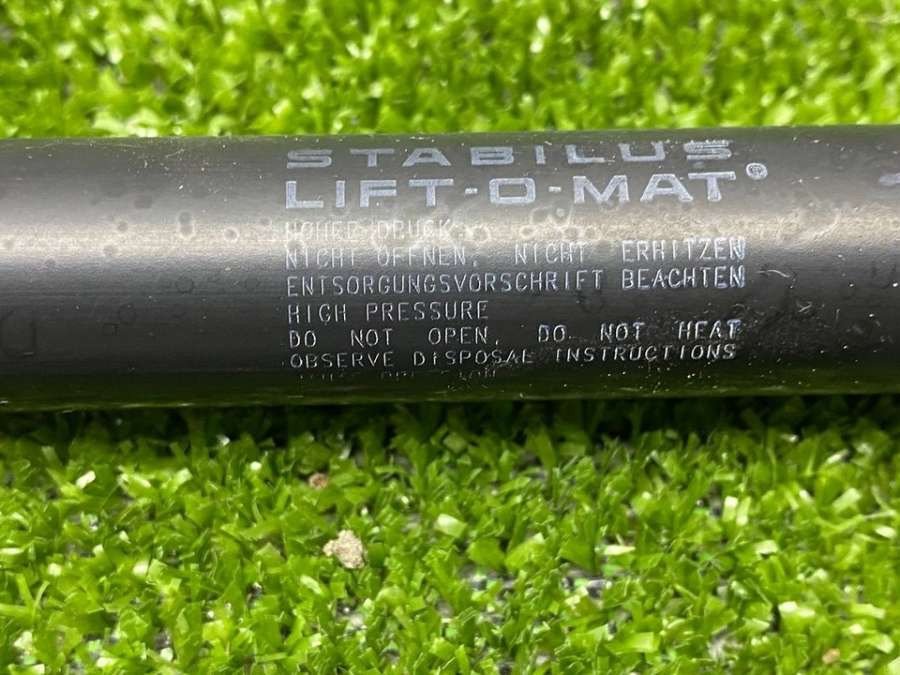 STABILUS
LIFT-O-MAT®
HOHER DRUCK
NICHT ÖFFNEN, NICHT ERHITZEN
ENTSORGUNGSVORSCHRIFT BEACHTEN
HIGH PRESSURE
DO NOT OPEN, DO NOT HEAT
OBSERVE DISPOSAL INSTRUCTIONS